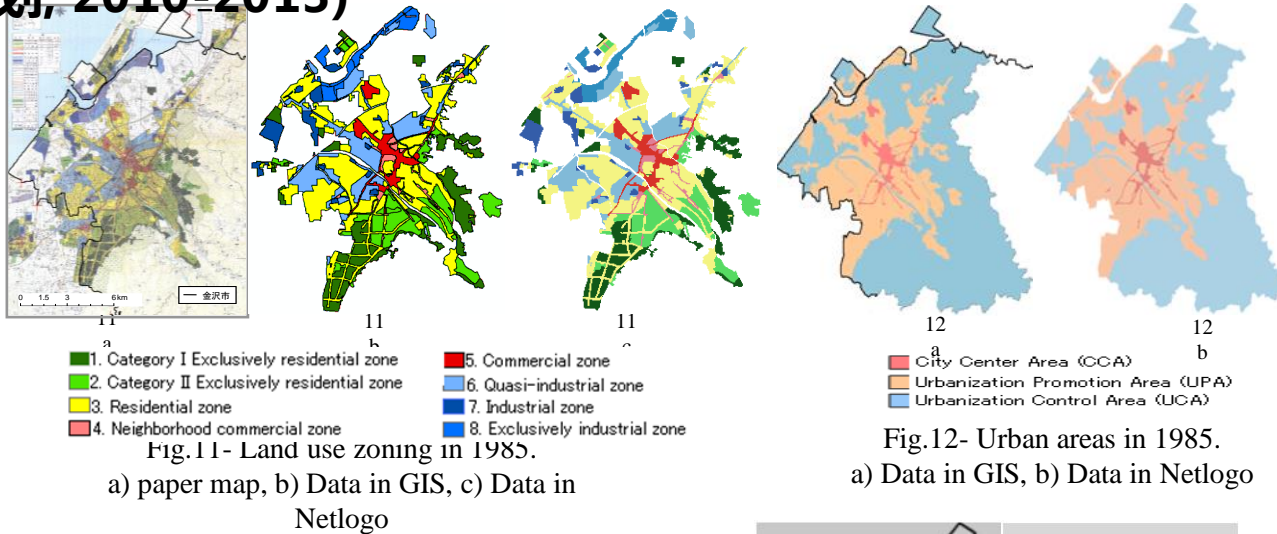 划, 2010-2015)
0 1.5 3 6km
金沢市
11
a
11
b
11
c
1. Category I Exclusively residential zone
2. Category II Exclusively residential zone
3. Residential zone
4. Neighborhood commercial zone
5. Commercial zone
6. Quasi-industrial zone
7. Industrial zone
8. Exclusively industrial zone
Fig.11- Land use zoning in 1985.
a) paper map, b) Data in GIS, c) Data in
Netlogo
12
a
12
b
City Center Area (CCA)
Urbanization Promotion Area (UPA)
Urbanization Control Area (UCA)
Fig.12- Urban areas in 1985.
a) Data in GIS, b) Data in Netlogo